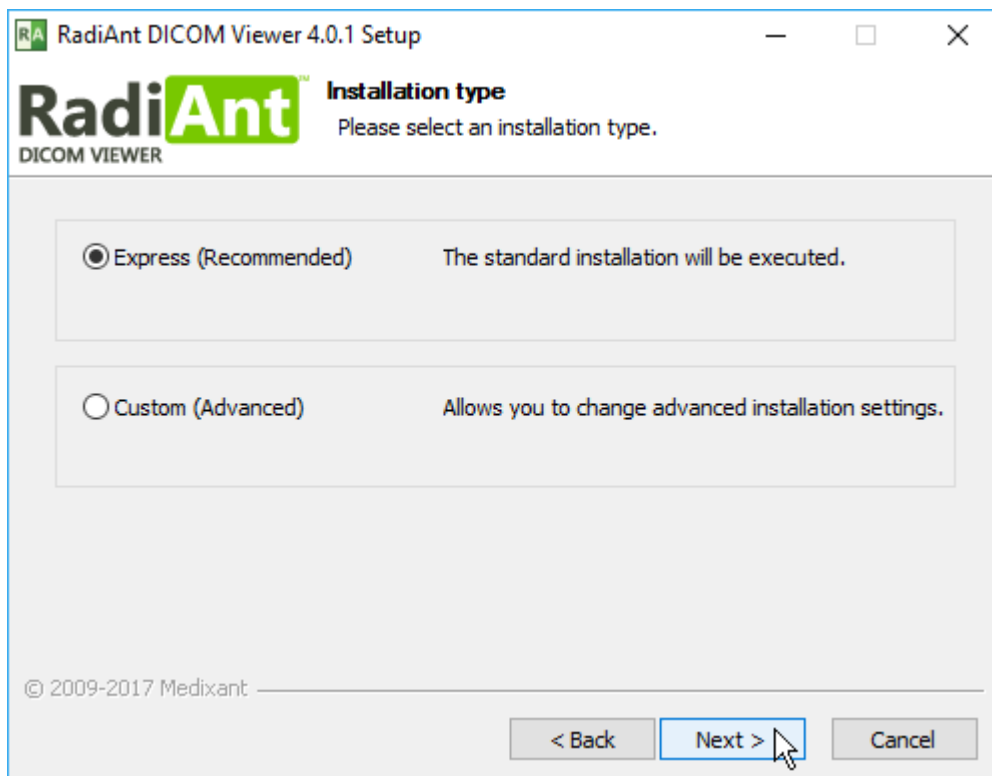 RA RadiAnt DICOM Viewer 4.0.1 Setup
RadiAnt™
DICOM VIEWER
Installation type
Please select an installation type.
Express (Recommended) The standard installation will be executed.
Custom (Advanced) Allows you to change advanced installation settings.
© 2009-2017 Medixant
< Back Next > Cancel